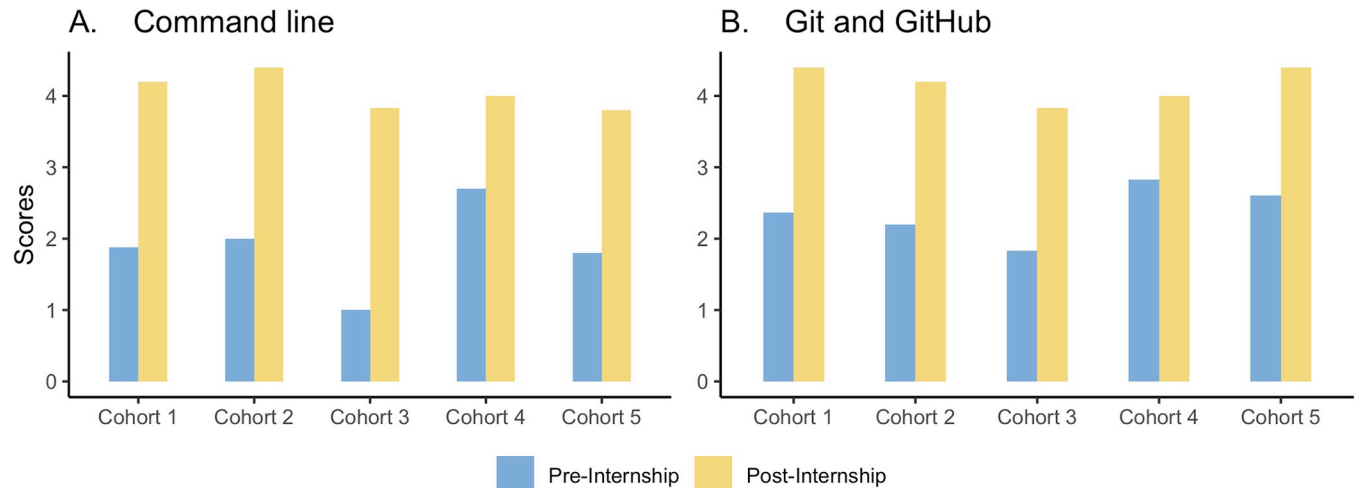 A. Command line
Scores
4
3
2
1
0
Cohort 1 Cohort 2 Cohort 3 Cohort 4 Cohort 5
B. Git and GitHub
4
3
2
1
0
Cohort 1 Cohort 2 Cohort 3 Cohort 4 Cohort 5
Pre-Internship Post-Internship